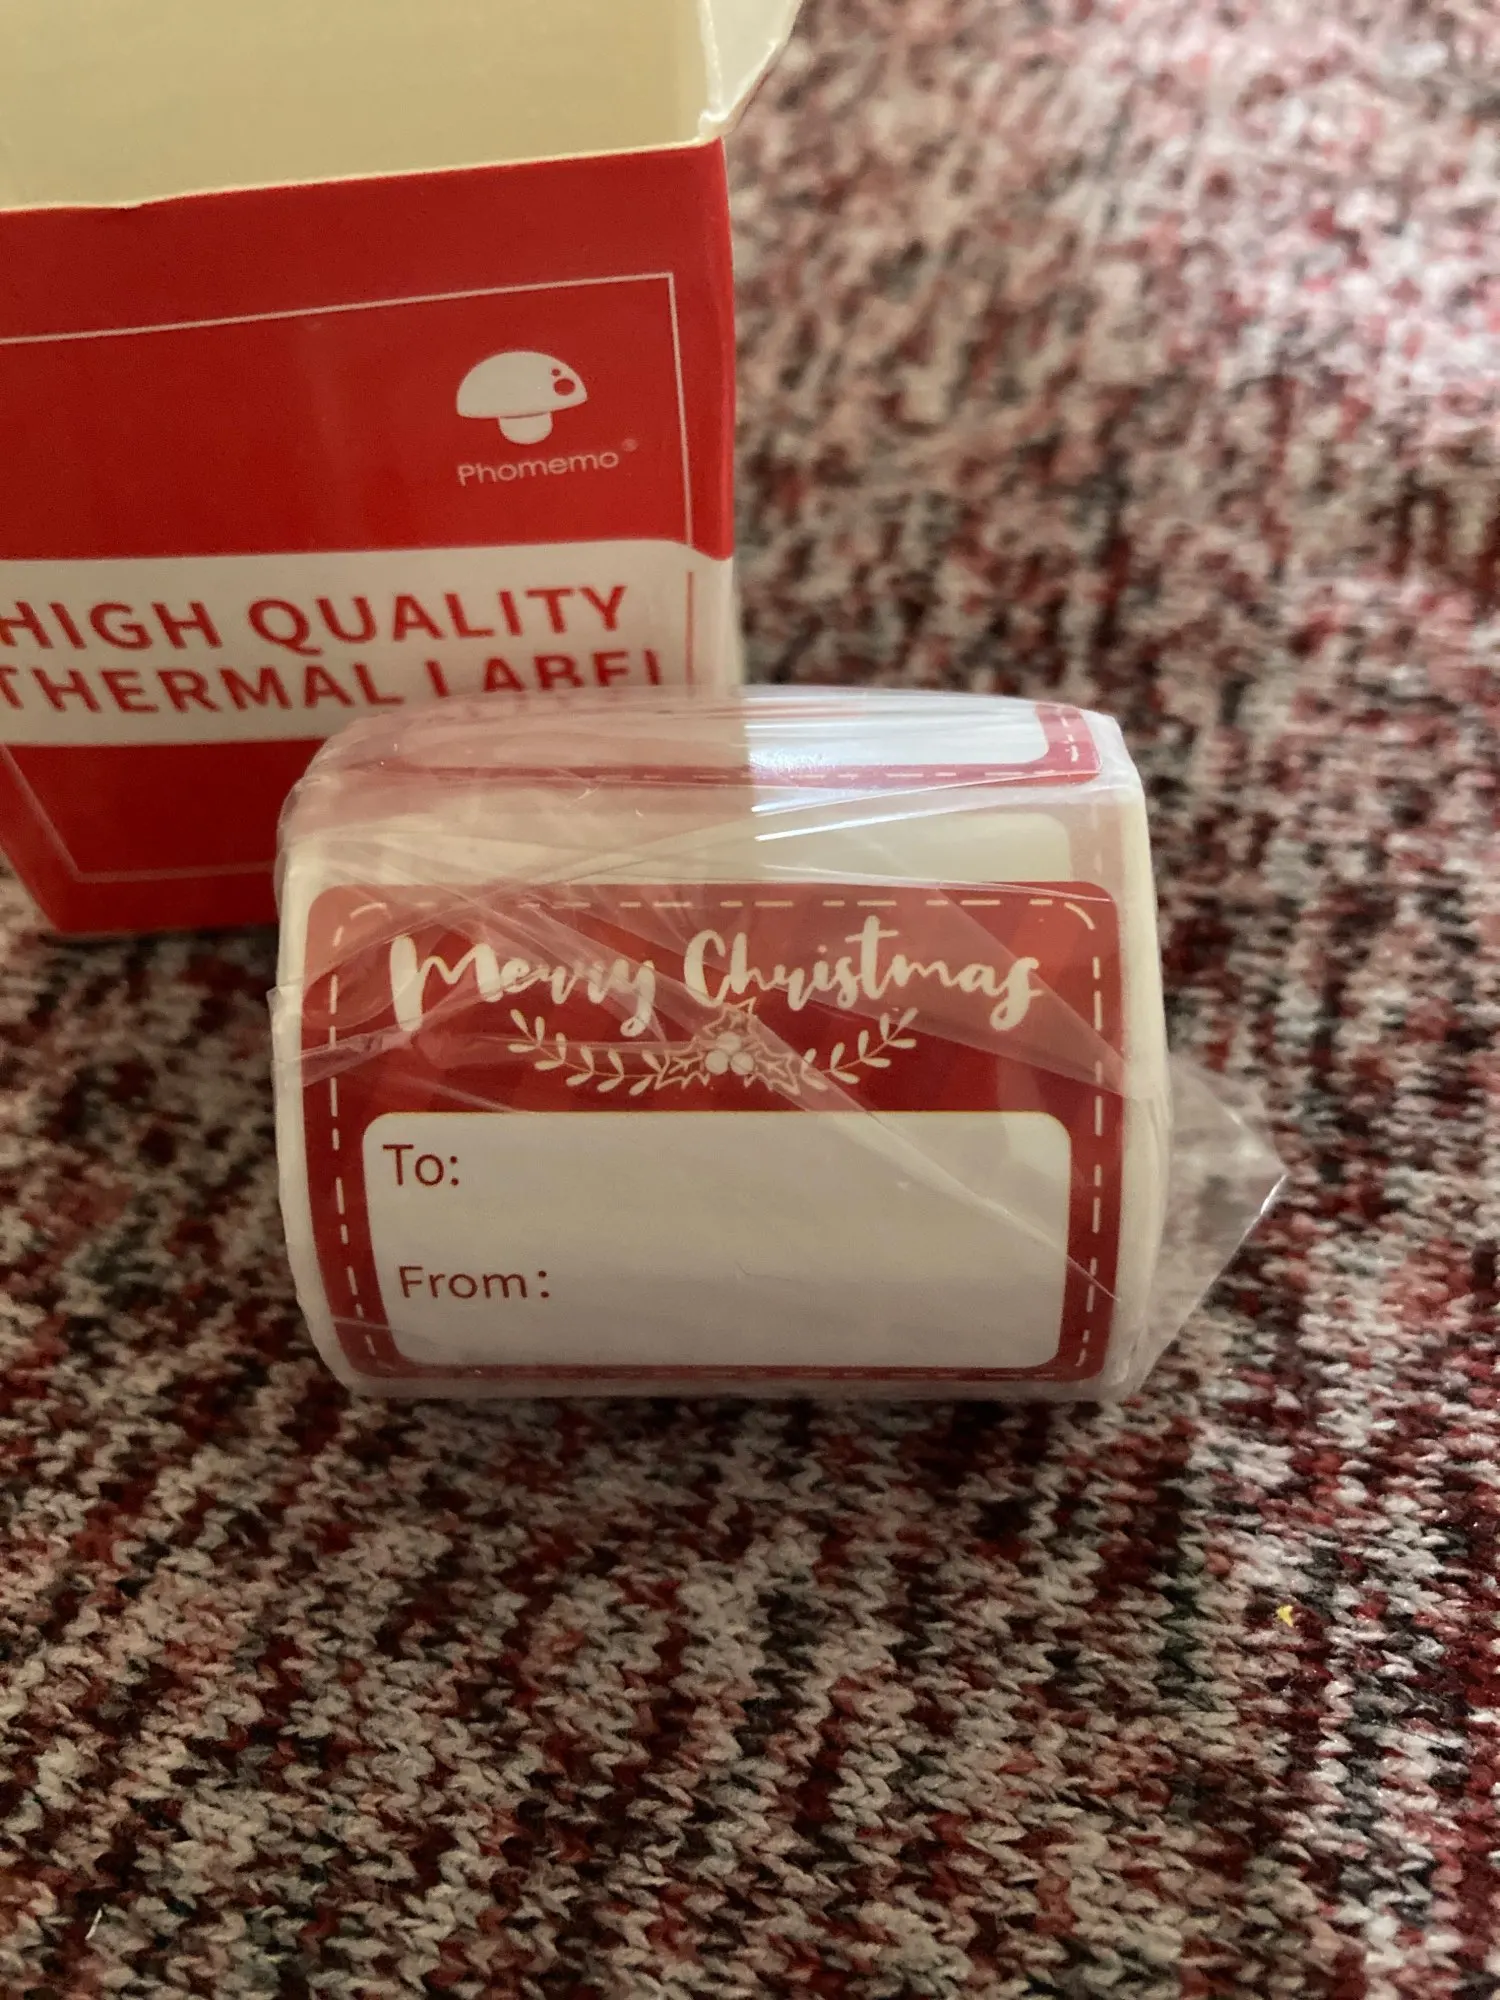 Phomemo®
HIGH QUALITY
THERMAL LABEL
Merry Christmas
To:
From: